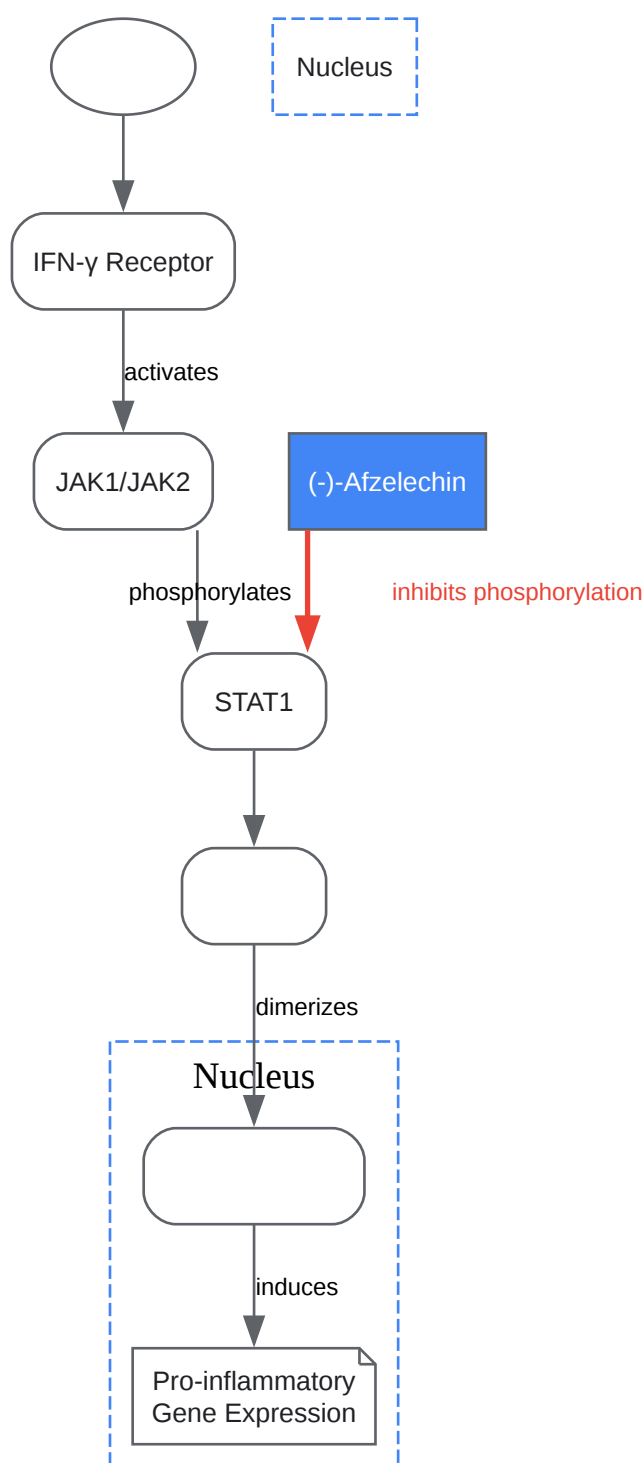 Nucleus
IFN-γ Receptor
activates
JAK1/JAK2
(-)-Afzelechin
phosphorylates
inhibits phosphorylation
STAT1
dimerizes
Nucleus
induces
Pro-inflammatory
Gene Expression